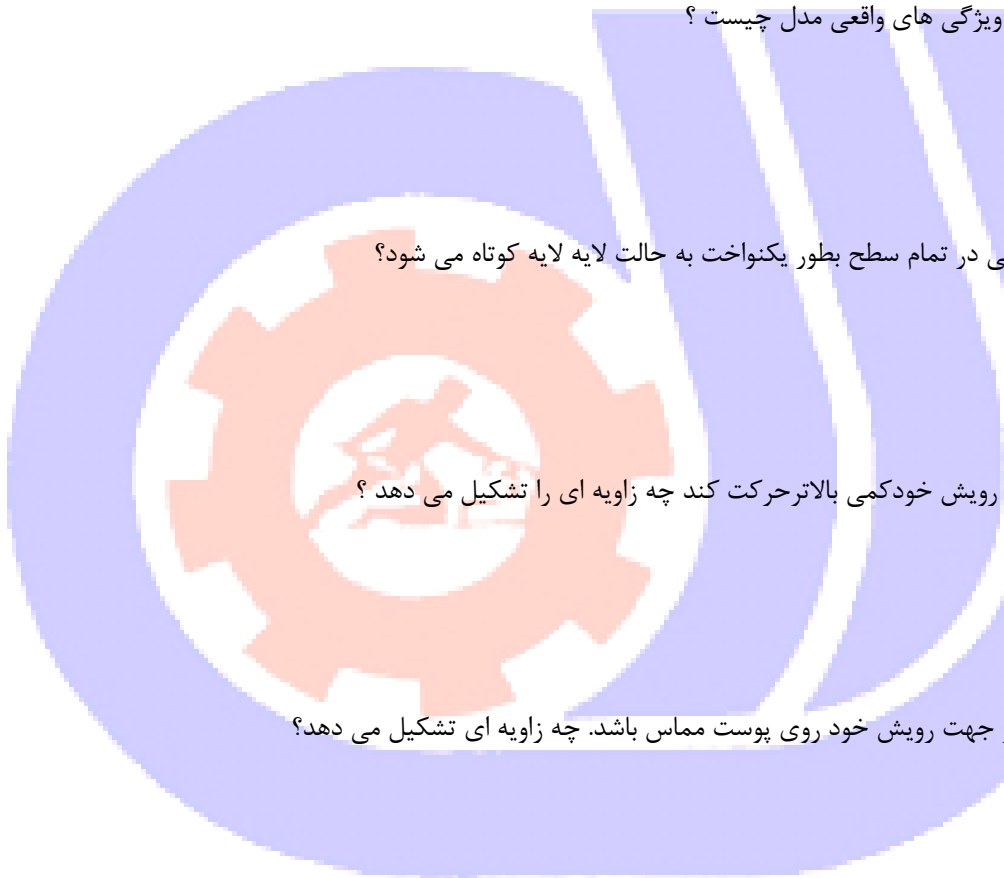 ویژگی های واقعی مدل چیست ؟
در تمام سطح بطور یکنواخت به حالت لایه لایه کوتاه می شود؟
رویش خودکمی بالاترحرکت کند چه زاویه ای را تشکیل می دهد ؟
جهت رویش خود روی پوست مماس باشد. چه زاویه ای تشکیل می دهد؟